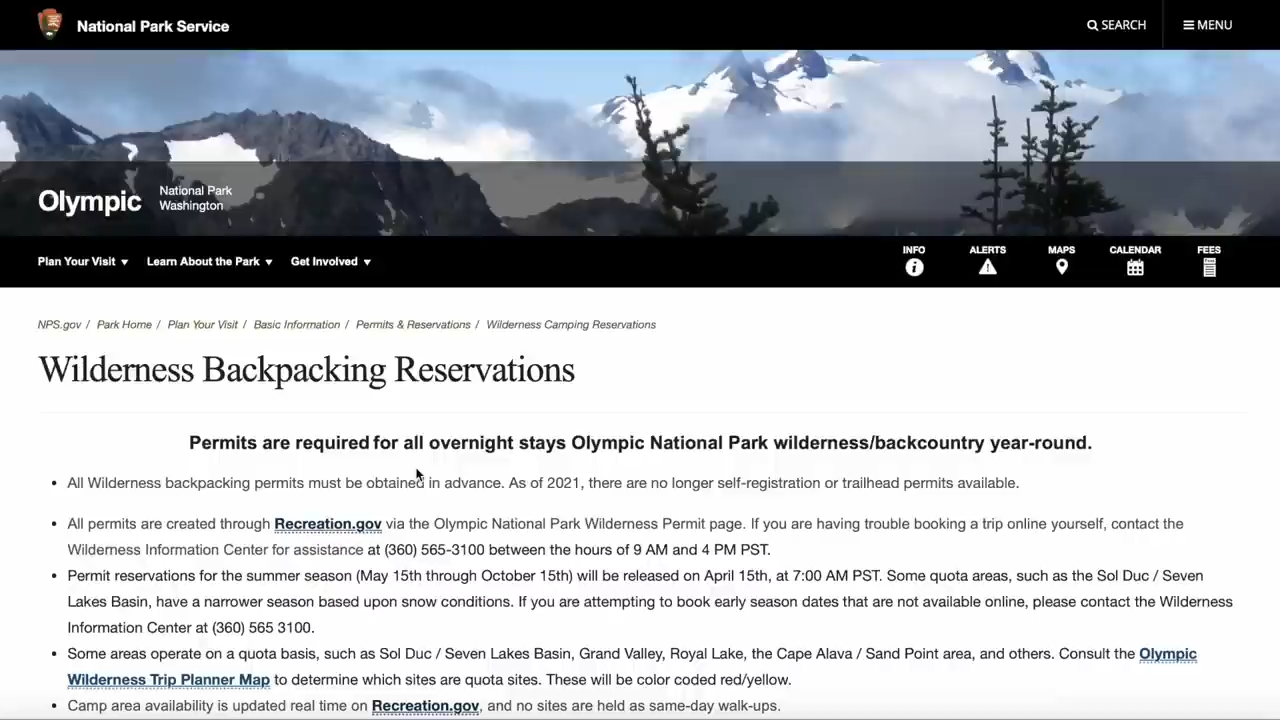 National Park Service
SEARCH
MENU
Olympic
National Park
Washington
Plan Your Visit
Learn About the Park
Get Involved
INFO
ALERTS
MAPS
CALENDAR
FEES
NPS.gov / Park Home / Plan Your Visit / Basic Information / Permits & Reservations / Wilderness Camping Reservations
Wilderness Backpacking Reservations
Permits are required for all overnight stays Olympic National Park wilderness/backcountry year-round.
• All Wilderness backpacking permits must be obtained in advance. As of 2021, there are no longer self-registration or trailhead permits available.
• All permits are created through Recreation.gov via the Olympic National Park Wilderness Permit page. If you are having trouble booking a trip online yourself, contact the
Wilderness Information Center for assistance at (360) 565-3100 between the hours of 9 AM and 4 PM PST.
• Permit reservations for the summer season (May 15th through October 15th) will be released on April 15th, at 7:00 AM PST. Some quota areas, such as the Sol Duc / Seven
Lakes Basin, have a narrower season based upon snow conditions. If you are attempting to book early season dates that are not available online, please contact the Wilderness
Information Center at (360) 565 3100.
• Some areas operate on a quota basis, such as Sol Duc / Seven Lakes Basin, Grand Valley, Royal Lake, the Cape Alava / Sand Point area, and others. Consult the Olympic
Wilderness Trip Planner Map to determine which sites are quota sites. These will be color coded red/yellow.
• Camp area availability is updated real time on Recreation.gov, and no sites are held as same-day walk-ups.